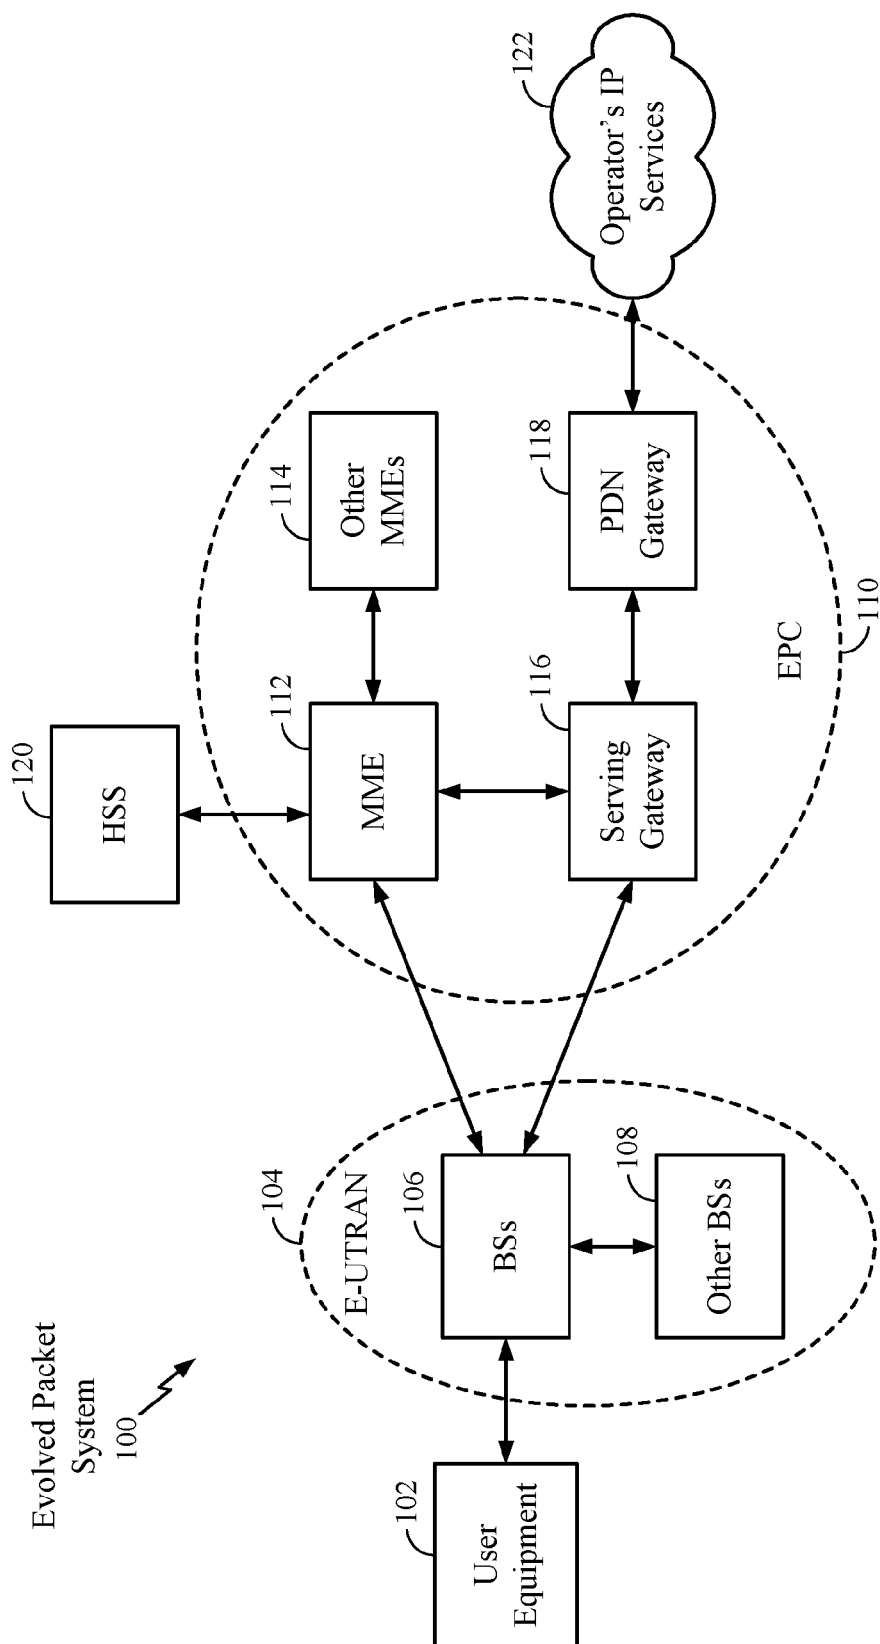 Evolved Packet
System
100
102
User
Equipment
104
E-UTRAN
106
BSs
108
Other BSs
120
HSS
112
MME
114
Other
MMEs
116
Serving
Gateway
118
PDN
Gateway
EPC
110
122
Operator's IP
Services